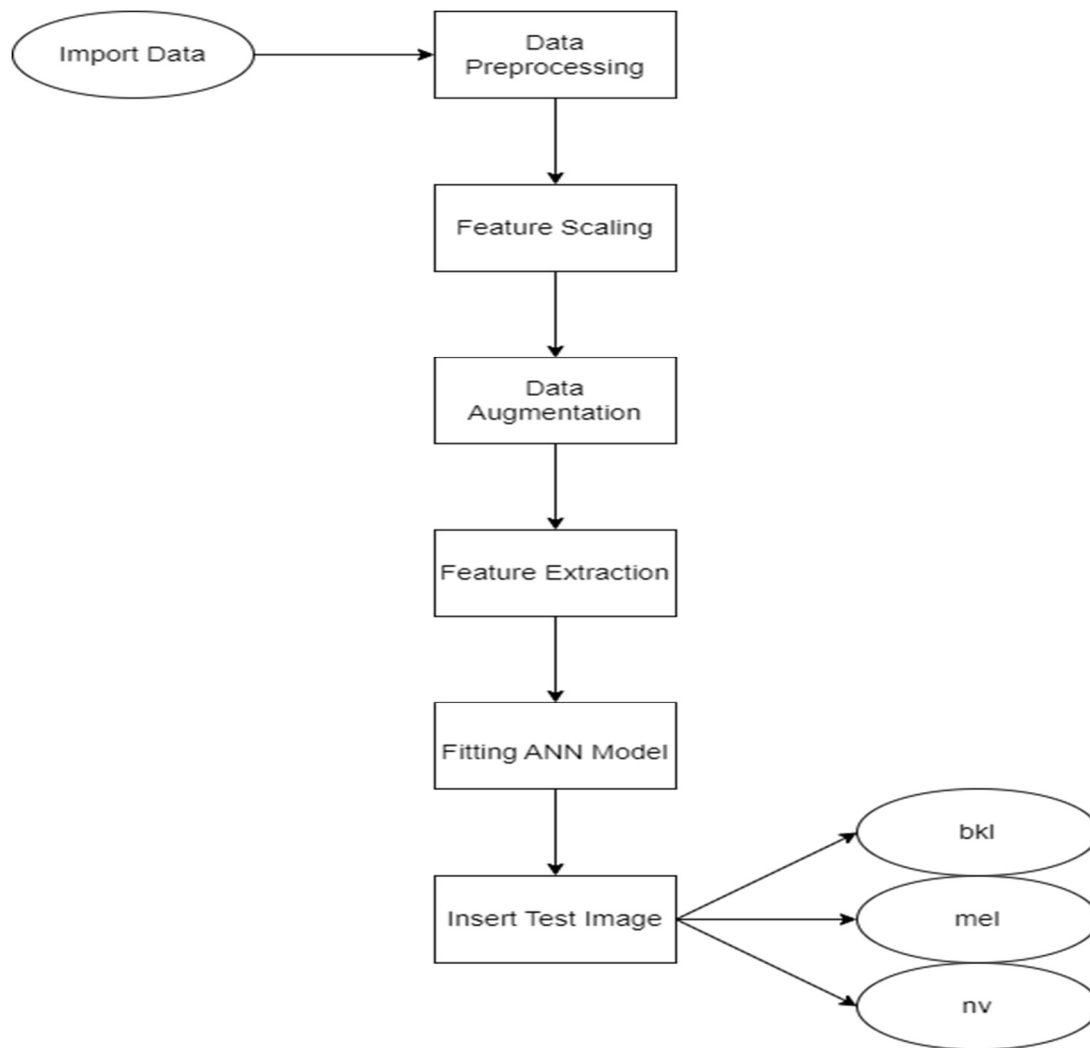 Import Data
Data
Preprocessing
Feature Scaling
Data
Augmentation
Feature Extraction
Fitting ANN Model
Insert Test Image
bkl
mel
nv